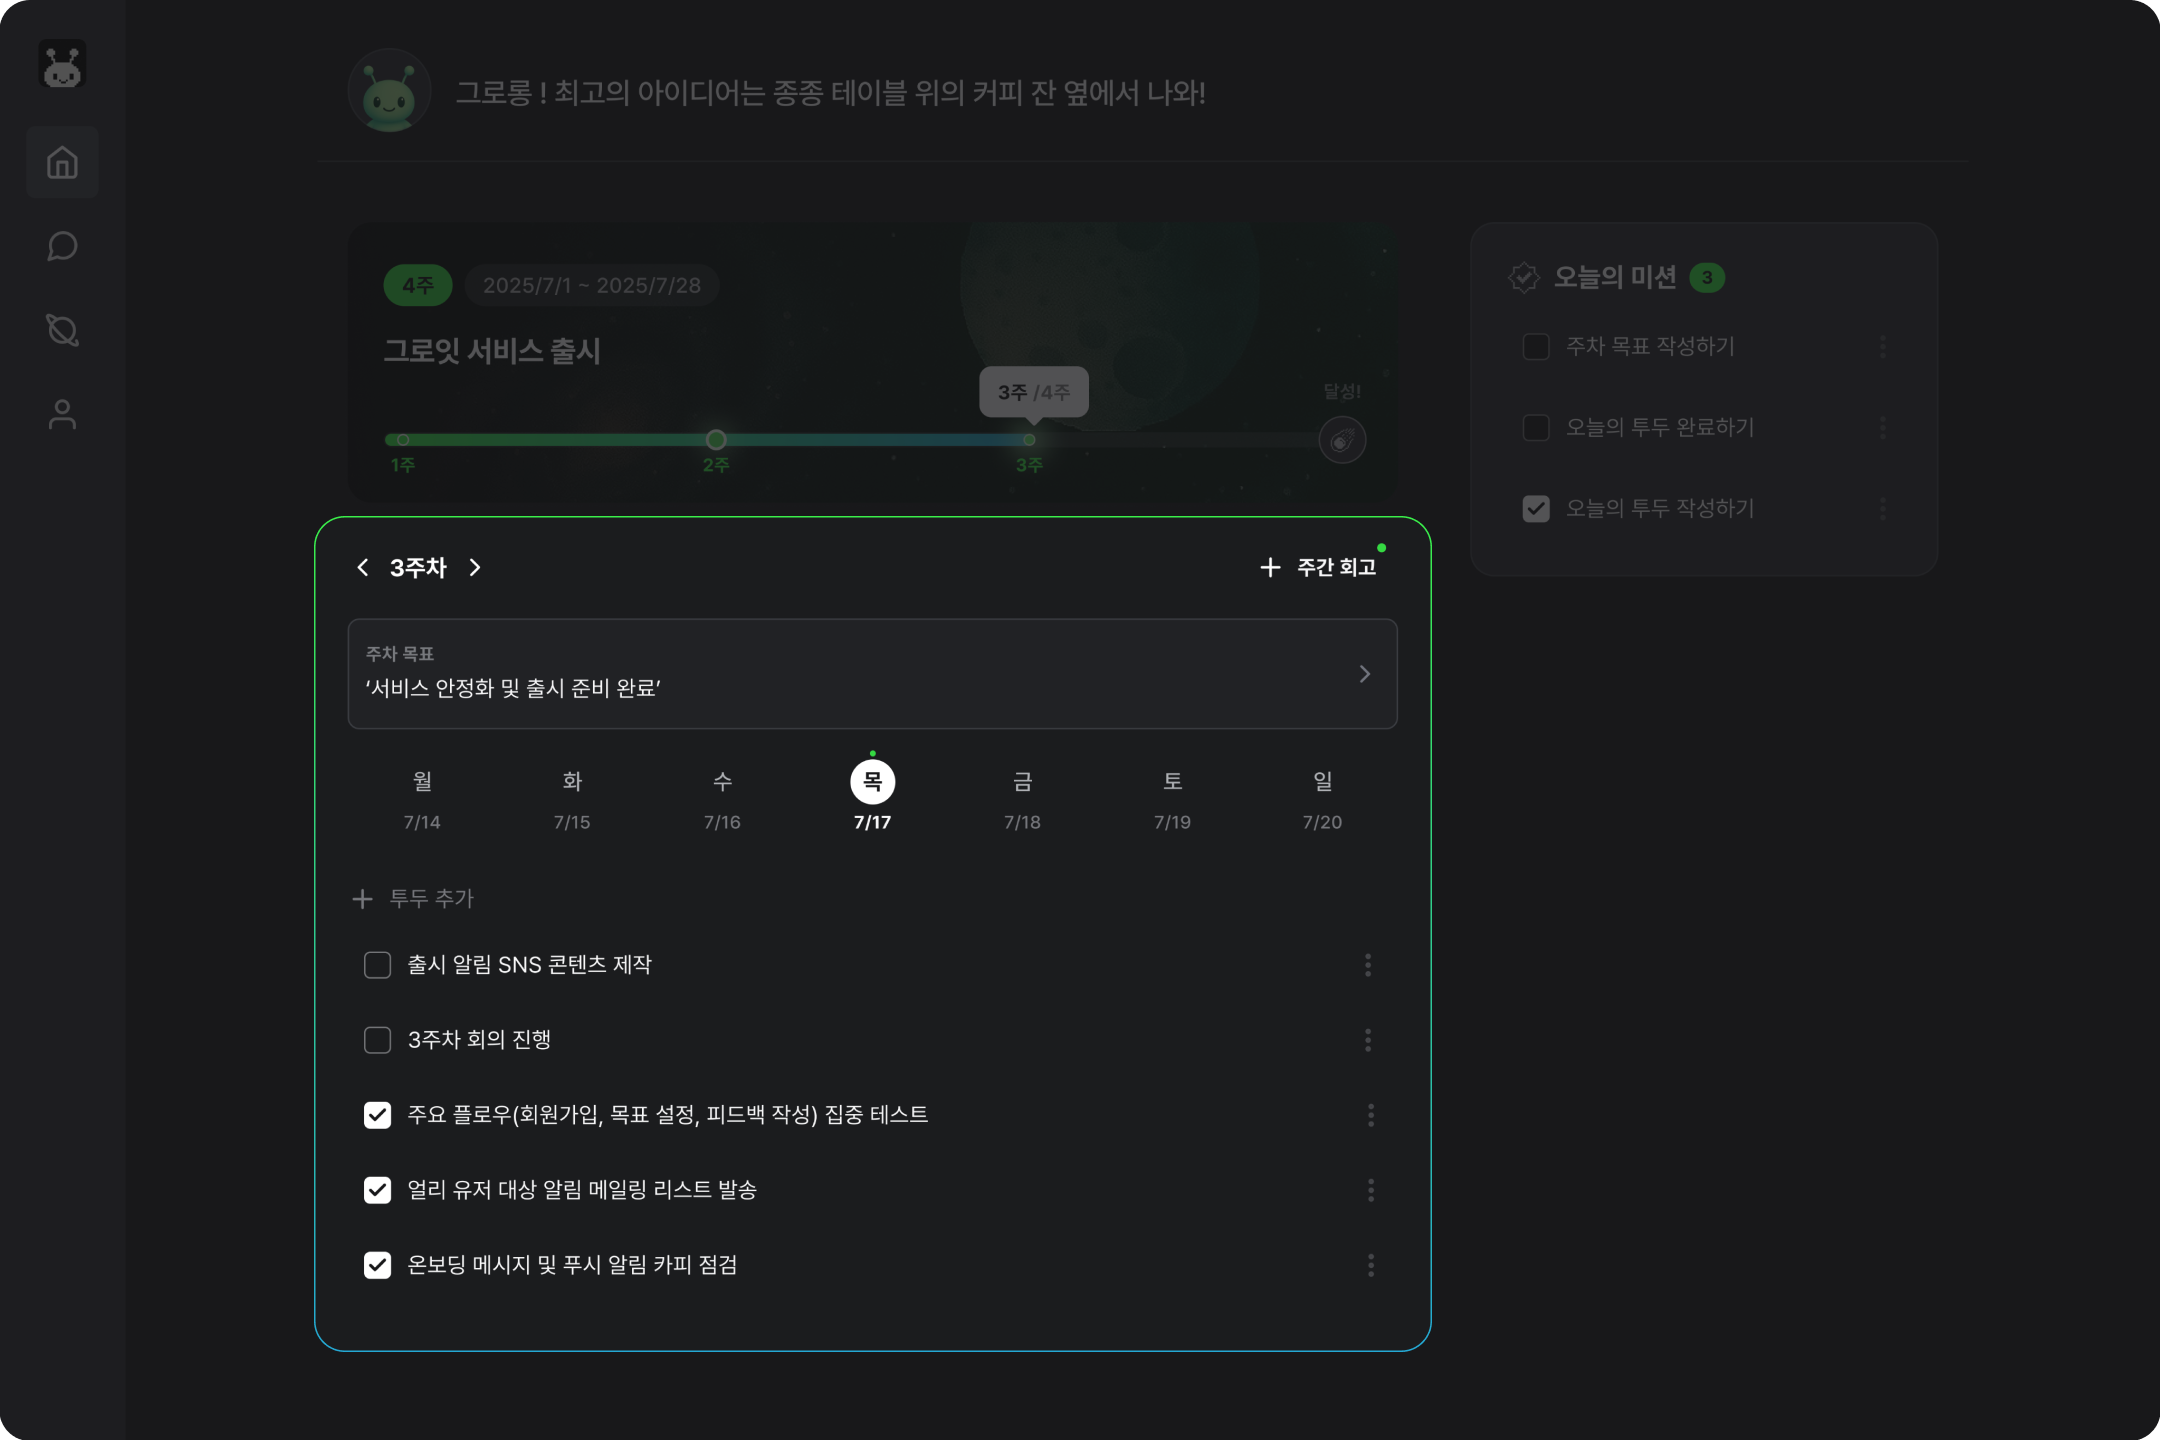 그로롱 ! 최고의 아이디어는 종종 테이블 위의 커피 잔 옆에서 나와!
4주 2025/7/1 ~ 2025/7/28
그로잇 서비스 출시
3주 /4주
달성!
1주 2주 3주
오늘의 미션 3
주차 목표 작성하기
오늘의 투두 완료하기
오늘의 투두 작성하기
3주차
주간 회고
주차 목표
‘서비스 안정화 및 출시 준비 완료’
월 화 수 목 금 토 일
7/14 7/15 7/16 7/17 7/18 7/19 7/20
투두 추가
출시 알림 SNS 콘텐츠 제작
3주차 회의 진행
주요 플로우(회원가입, 목표 설정, 피드백 작성) 집중 테스트
얼리 유저 대상 알림 메일링 리스트 발송
온보딩 메시지 및 푸시 알림 카피 점검